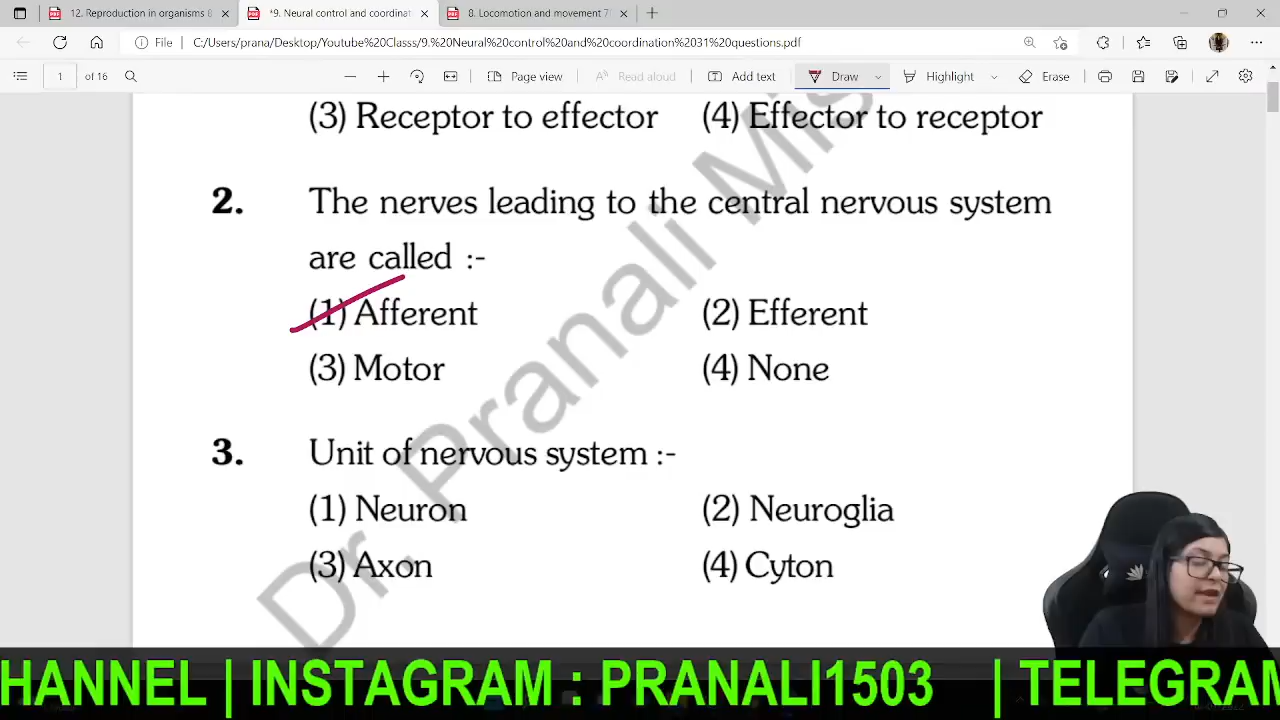 12. Reproduction in organisms
*9. Neural control and coordinat
8. Locomotion and movement 7
File
C:/Users/prana/Desktop/Youtube%20Classs/9.%20Neural%20control%20and%20coordination%2031%20questions.pdf
1 of 16
Page view
Read aloud
Add text
Draw
Highlight
Erase
(3) Receptor to effector (4) Effector to receptor
2. The nerves leading to the central nervous system
are called :-
(1) Afferent (2) Efferent
(3) Motor (4) None
3. Unit of nervous system :-
(1) Neuron (2) Neuroglia
(3) Axon (4) Cyton
Dr. Pranali Mis
HANNEL | INSTAGRAM : PRANALI1503 | TELEGRAM